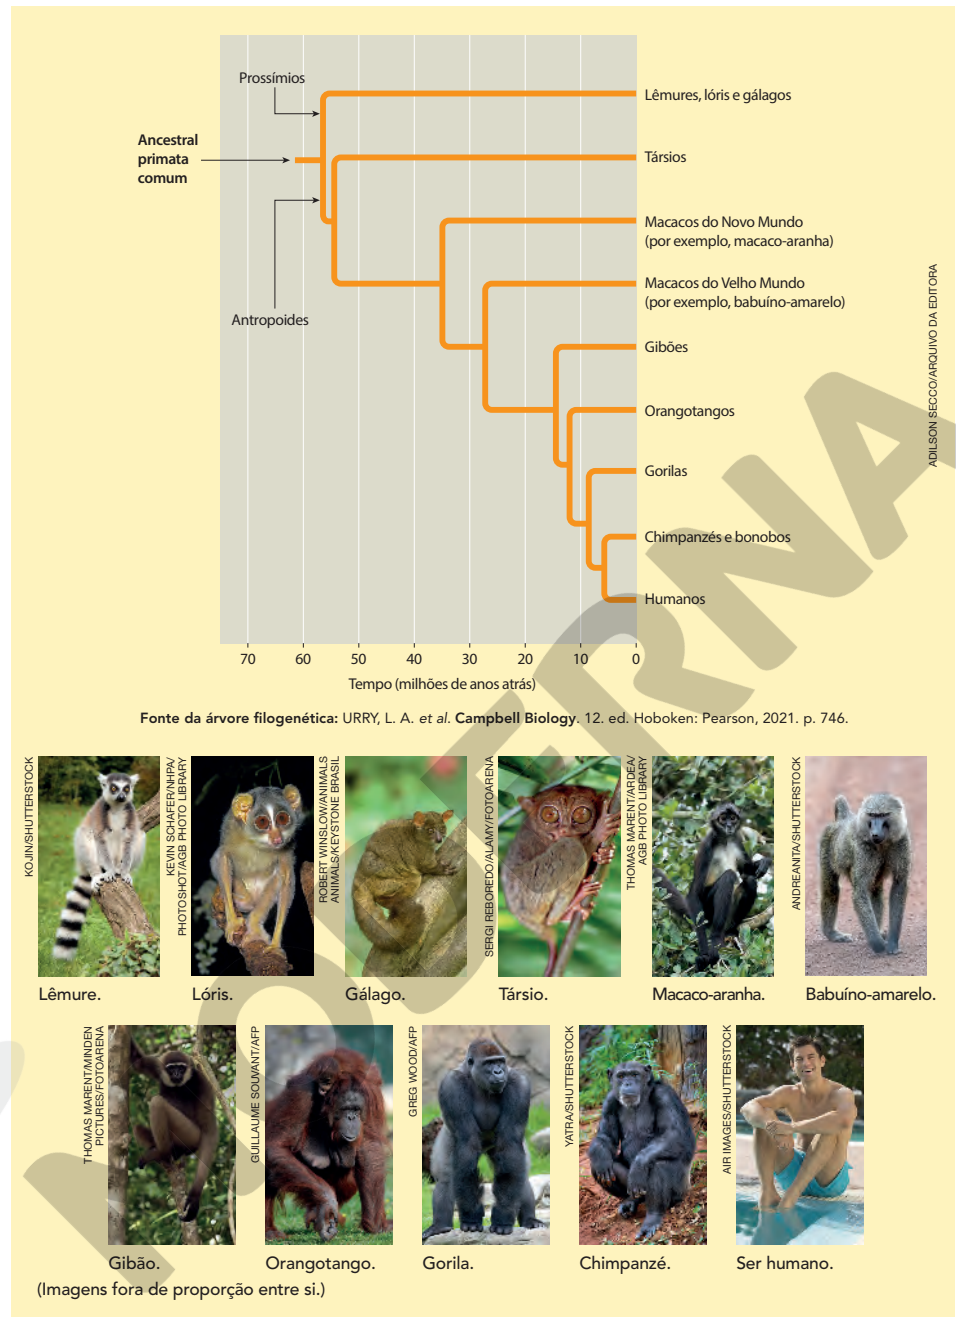 Prossímios
Lêmures, lóris e gálagos
Ancestral
primata
comum
Társios
Macacos do Novo Mundo
(por exemplo, macaco-aranha)
Macacos do Velho Mundo
(por exemplo, babuíno-amarelo)
Antropoides
Gibões
Orangotangos
Gorilas
Chimpanzés e bonobos
Humanos
70 60 50 40 30 20 10 0
Tempo (milhões de anos atrás)
ADILSON SECCO/ARQUIVO DA EDITORA
Fonte da árvore filogenética: URRY, L. A. et al. Campbell Biology. 12. ed. Hoboken: Pearson, 2021. p. 746.
KOJIN/SHUTTERSTOCK
KEVIN SCHAFER/NHPA/
PHOTOSHOT/AGB PHOTO LIBRARY
ROBERT WINSLOW/ANIMALS
ANIMALS/KEYSTONE BRASIL
SERGI REBOREDO/ALAMY/FOTOARENA
THOMAS MARENT/ARDEA/
AGB PHOTO LIBRARY
ANDREANITA/SHUTTERSTOCK
Lêmure.
Lóris.
Gálago.
Társio.
Macaco-aranha.
Babuíno-amarelo.
THOMAS MARENT/MINDEN
PICTURES/FOTOARENA
GUILLAUME SOUVANT/AFP
GREG WOOD/AFP
YATRA/SHUTTERSTOCK
AIR IMAGES/SHUTTERSTOCK
Gibão.
Orangotango.
Gorila.
Chimpanzé.
Ser humano.
(Imagens fora de proporção entre si.)
MODERNA